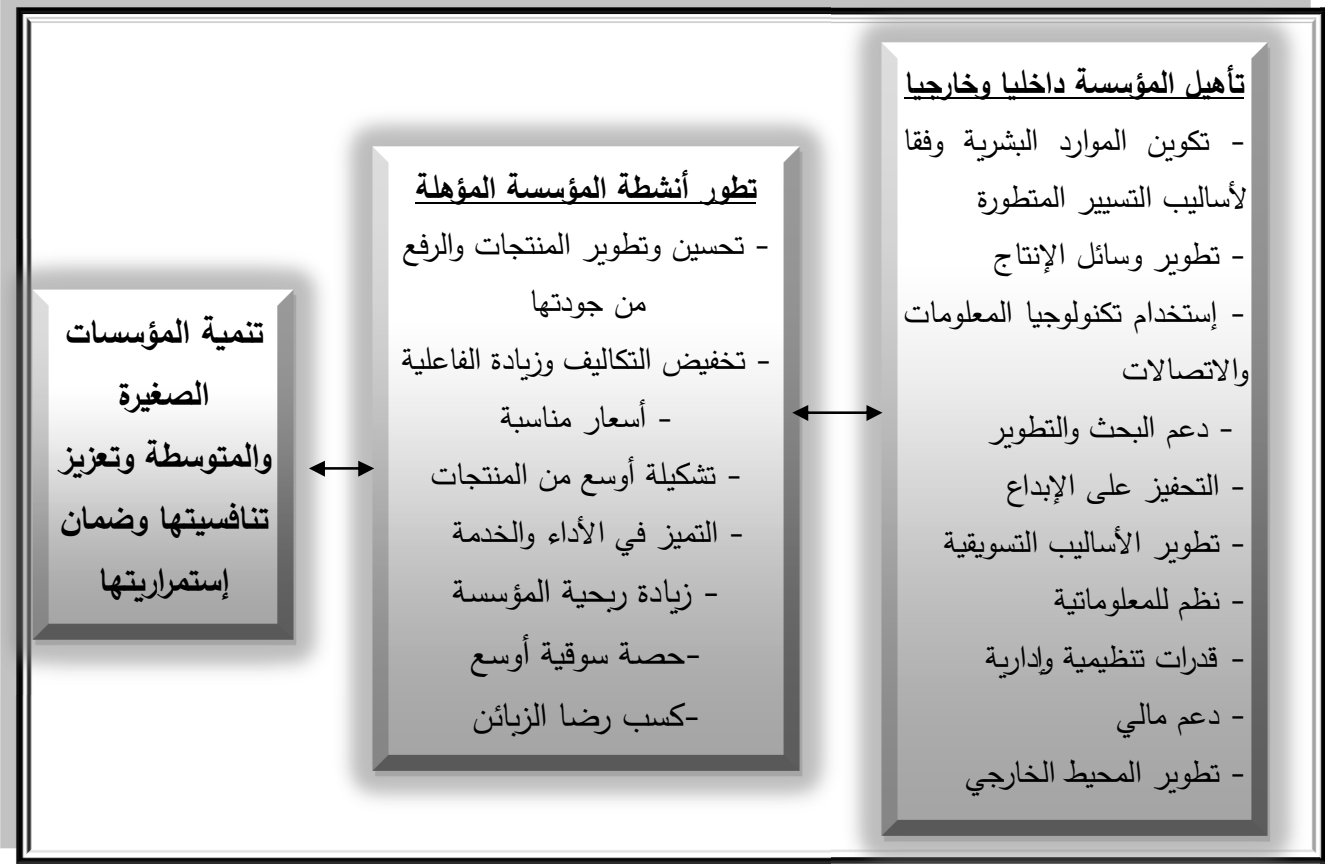 تأهيل المؤسسة داخليا وخارجيا
- تكوين الموارد البشرية وفقا
لأساليب التسيير المتطورة
- تطوير وسائل الإنتاج
- إستخدام تكنولوجيا المعلومات
والاتصالات
- دعم البحث والتطوير
- التحفيز على الإبداع
- تطوير الأساليب التسويقية
- نظم للمعلوماتية
- قدرات تنظيمية وإدارية
- دعم مالي
- تطوير المحيط الخارجي
تطور أنشطة المؤسسة المؤهلة
- تحسين وتطوير المنتجات والرفع
من جودتها
- تخفيض التكاليف وزيادة الفاعلية
- أسعار مناسبة
- تشكيلة أوسع من المنتجات
- التميز في الأداء والخدمة
- زيادة ربحية المؤسسة
-حصة سوقية أوسع
-كسب رضا الزبائن
تنمية المؤسسات
الصغيرة
والمتوسطة وتعزيز
تنافسيتها وضمان
إستمراريتها